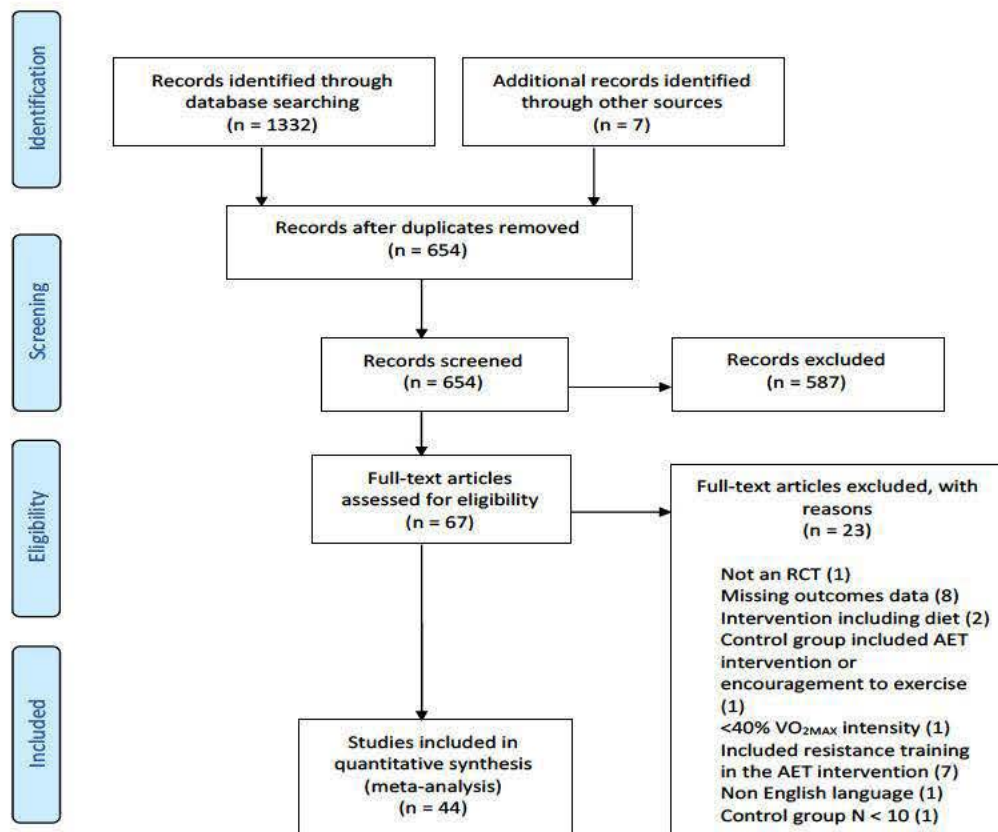 Identification
Records identified through
database searching
(n = 1332)
Additional records identified
through other sources
(n = 7)
Records after duplicates removed
(n = 654)
Screening
Records screened
(n = 654)
Records excluded
(n = 587)
Eligibility
Full-text articles
assessed for eligibility
(n = 67)
Full-text articles excluded, with
reasons
(n = 23)
Not an RCT (1)
Missing outcomes data (8)
Intervention including diet (2)
Control group included AET
intervention or
encouragement to exercise
(1)
<40% VO₂MAX intensity (1)
Included resistance training
in the AET intervention (7)
Non English language (1)
Control group N < 10 (1)
Included
Studies included in
quantitative synthesis
(meta-analysis)
(n = 44)